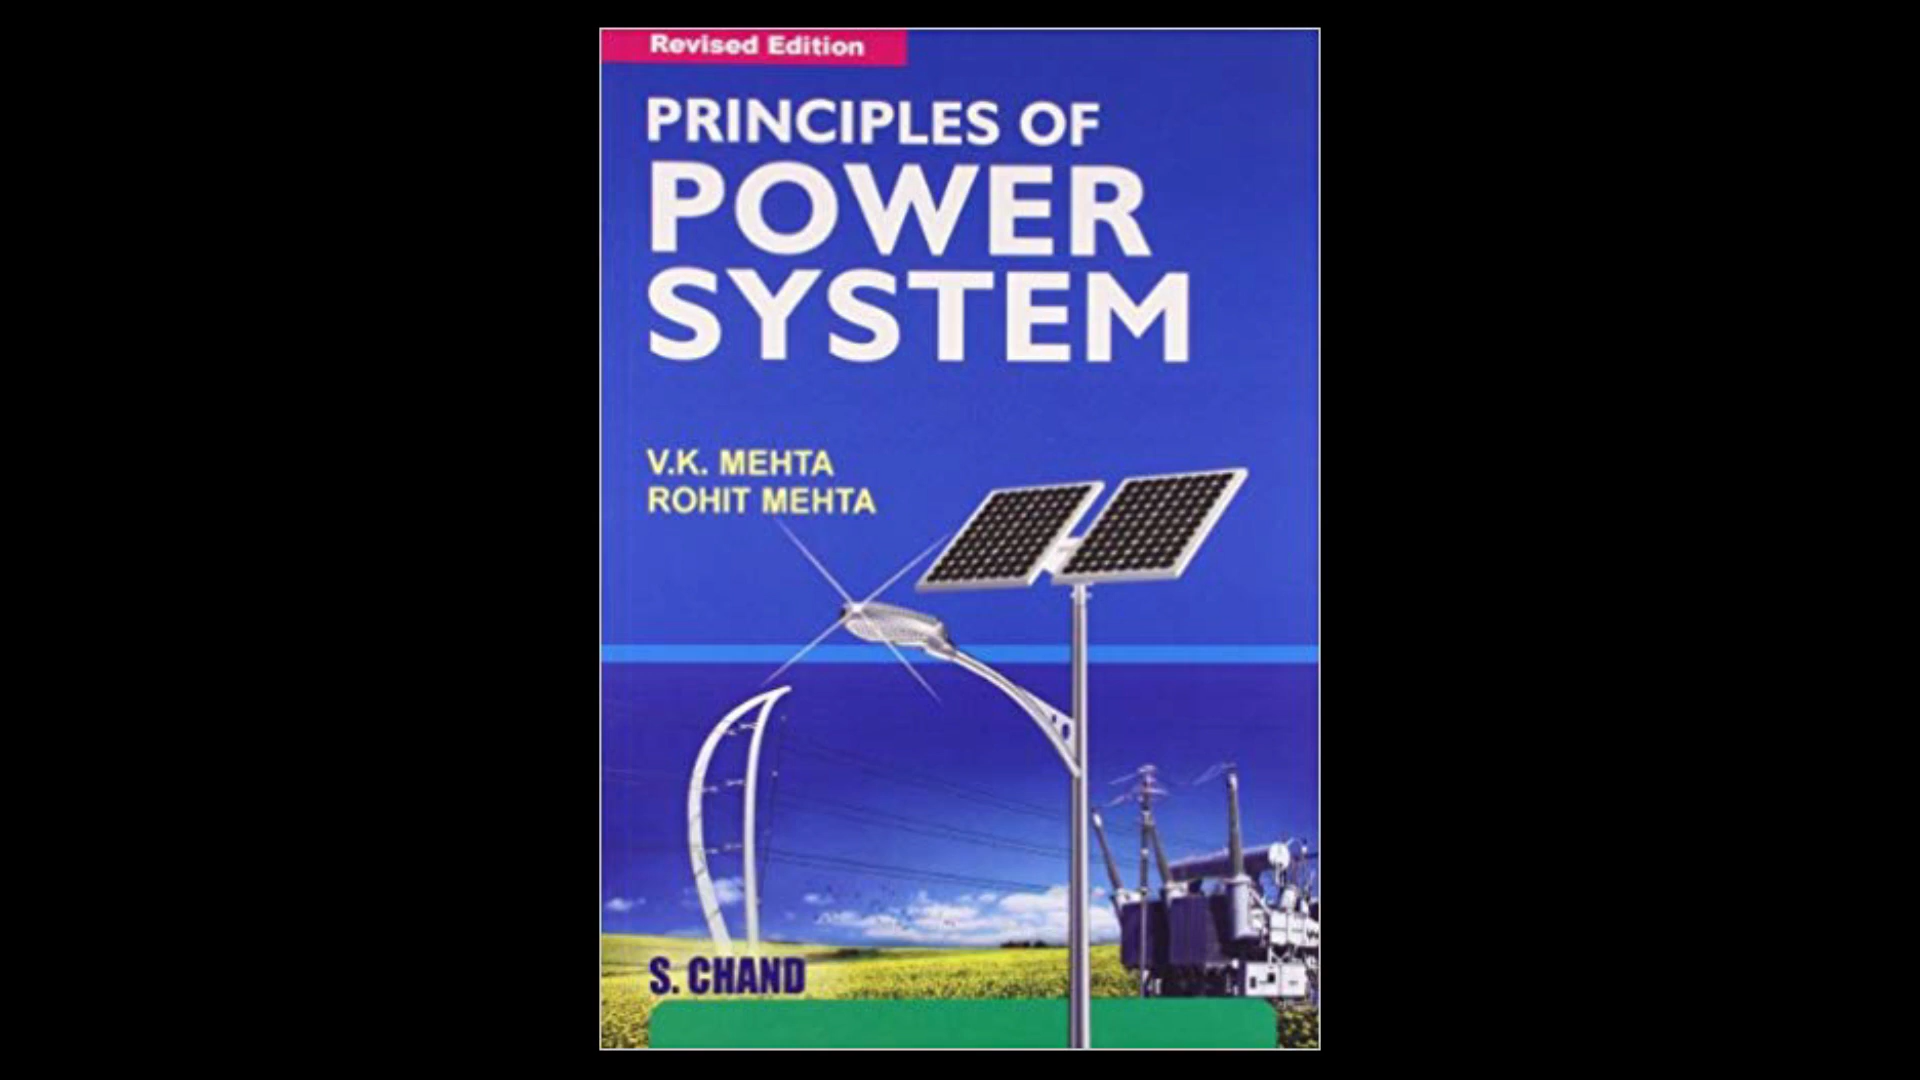 Revised Edition
PRINCIPLES OF
POWER
SYSTEM
V.K. MEHTA
ROHIT MEHTA
S. CHAND